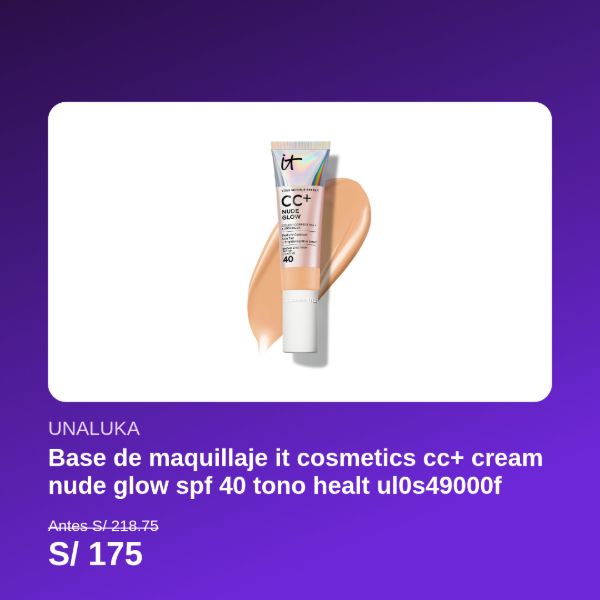 it
CC+
NUDE
GLOW
40
UNALUKA
Base de maquillaje it cosmetics cc+ cream
nude glow spf 40 tono healt ul0s49000f
Antes S/ 218.75
S/ 175